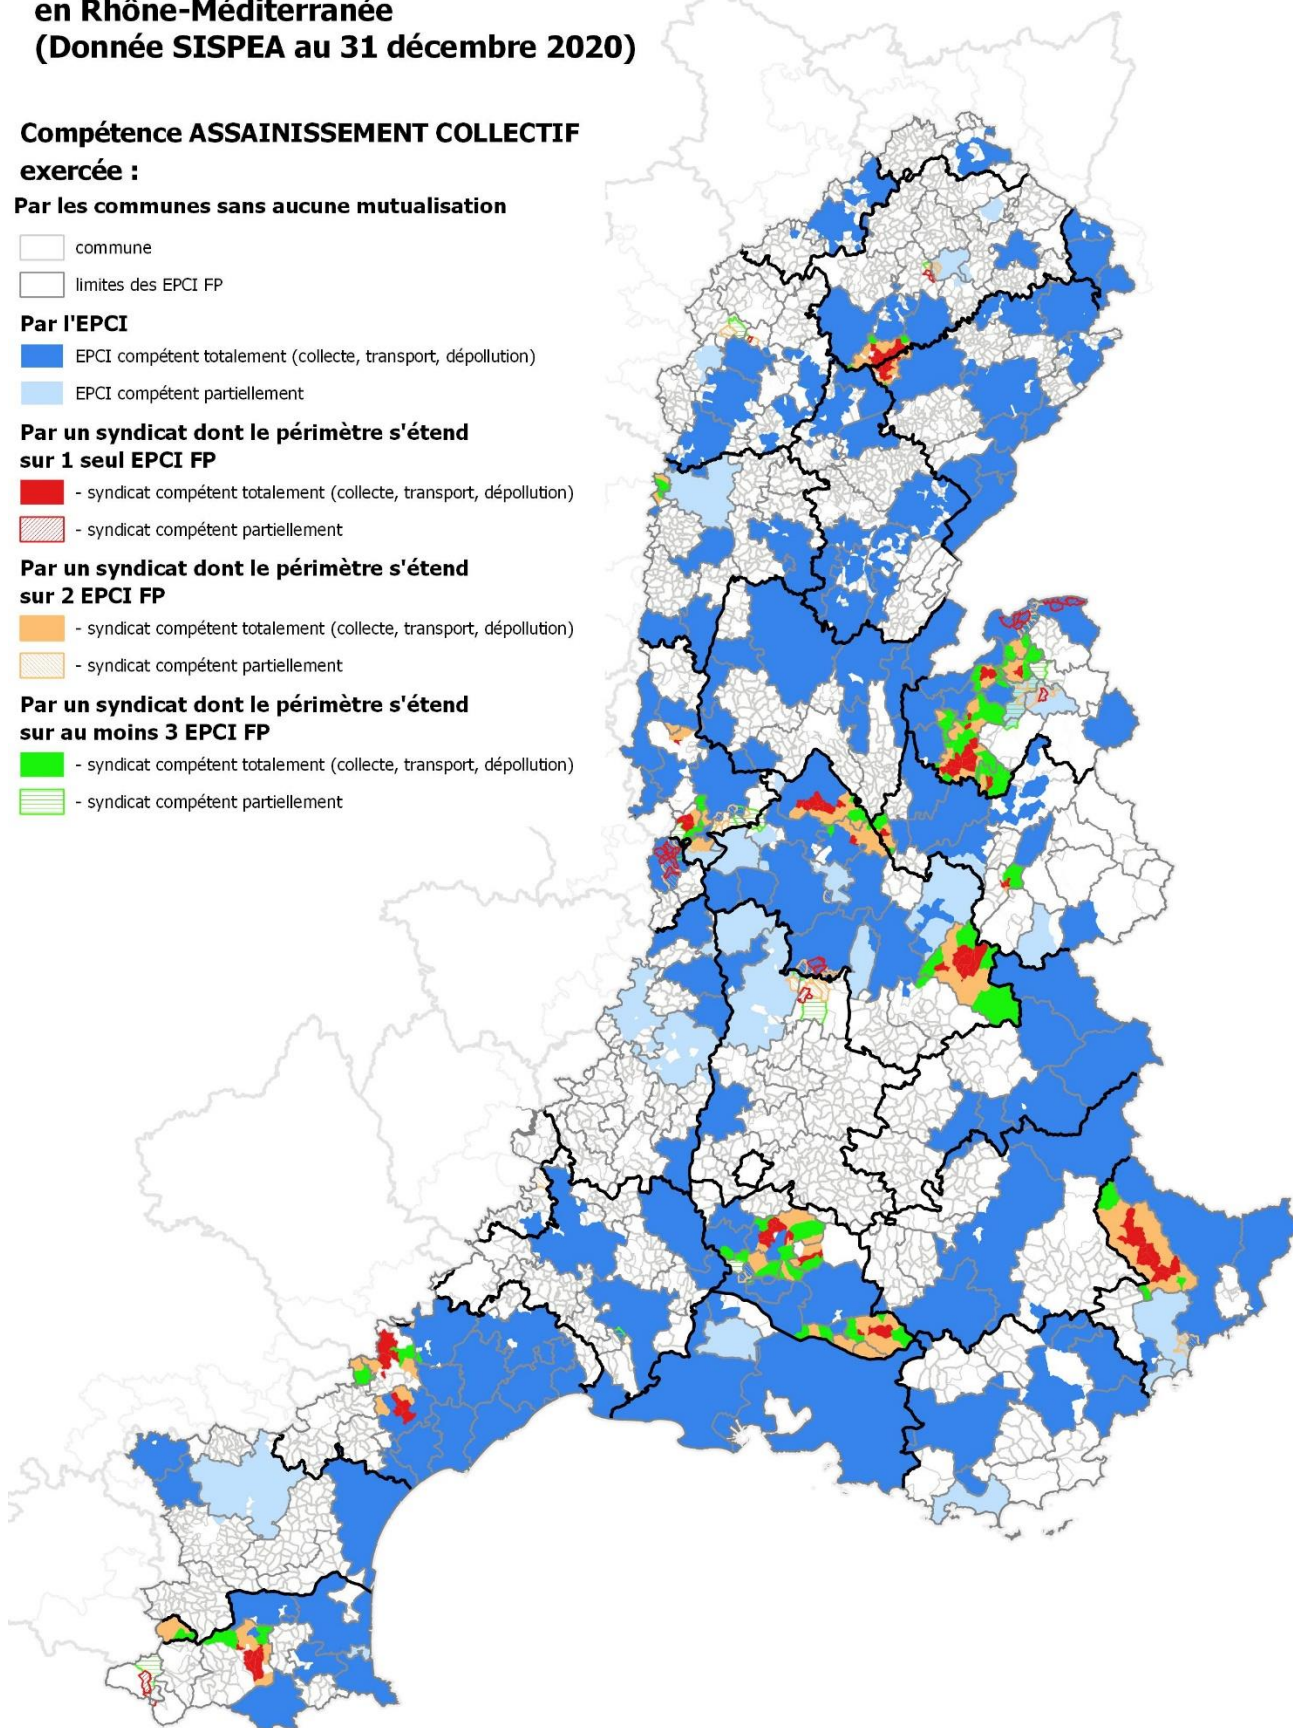 en Rhône-Méditerranée
(Donnée SISPEA au 31 décembre 2020)
Compétence ASSAINISSEMENT COLLECTIF
exercée :
Par les communes sans aucune mutualisation
commune
limites des EPCI FP
Par l'EPCI
EPCI compétent totalement (collecte, transport, dépollution)
EPCI compétent partiellement
Par un syndicat dont le périmètre s'étend
sur 1 seul EPCI FP
- syndicat compétent totalement (collecte, transport, dépollution)
- syndicat compétent partiellement
Par un syndicat dont le périmètre s'étend
sur 2 EPCI FP
- syndicat compétent totalement (collecte, transport, dépollution)
- syndicat compétent partiellement
Par un syndicat dont le périmètre s'étend
sur au moins 3 EPCI FP
- syndicat compétent totalement (collecte, transport, dépollution)
- syndicat compétent partiellement